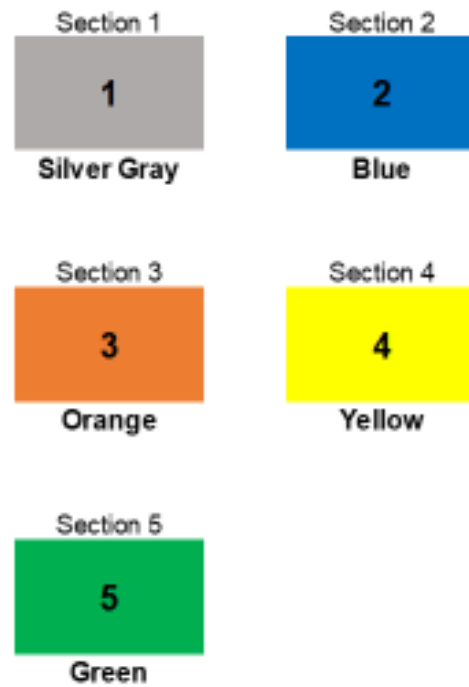 Section 1
1
Silver Gray
Section 2
2
Blue
Section 3
3
Orange
Section 4
4
Yellow
Section 5
5
Green